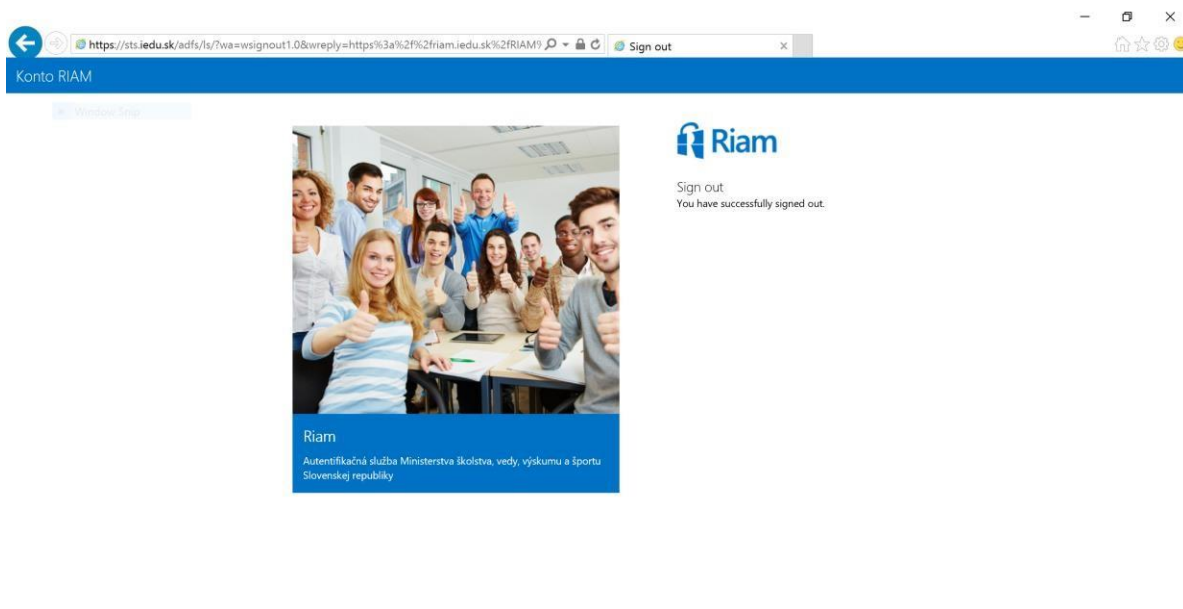 https://sts.iedu.sk/adfs/ls/?wa=wsignout1.0&wreply=https%3a%2f%2friam.iedu.sk%2fRIAM%
Sign out
Konto RIAM
Window Snip
Riam
Sign out
You have successfully signed out.
Riam
Autentifikačná služba Ministerstva školstva, vedy, výskumu a športu
Slovenskej republiky